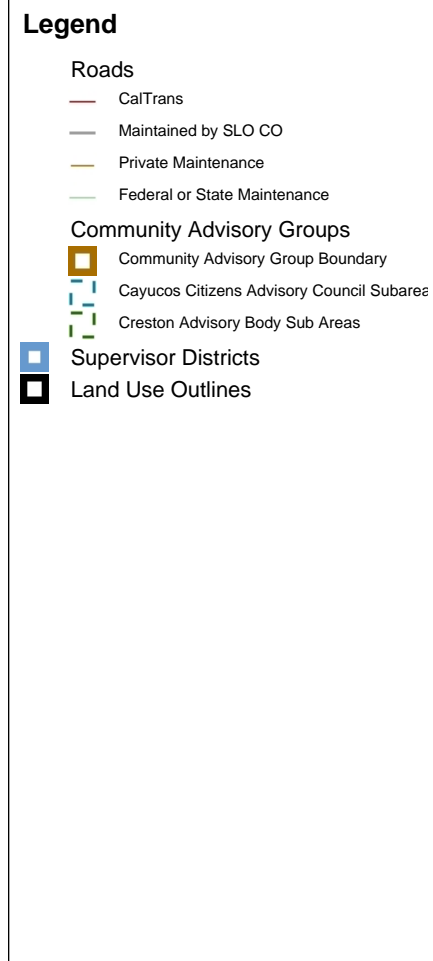 Legend
Roads
CalTrans
Maintained by SLO CO
Private Maintenance
Federal or State Maintenance
Community Advisory Groups
Community Advisory Group Boundary
Cayucos Citizens Advisory Council Subarea
Creston Advisory Body Sub Areas
Supervisor Districts
Land Use Outlines